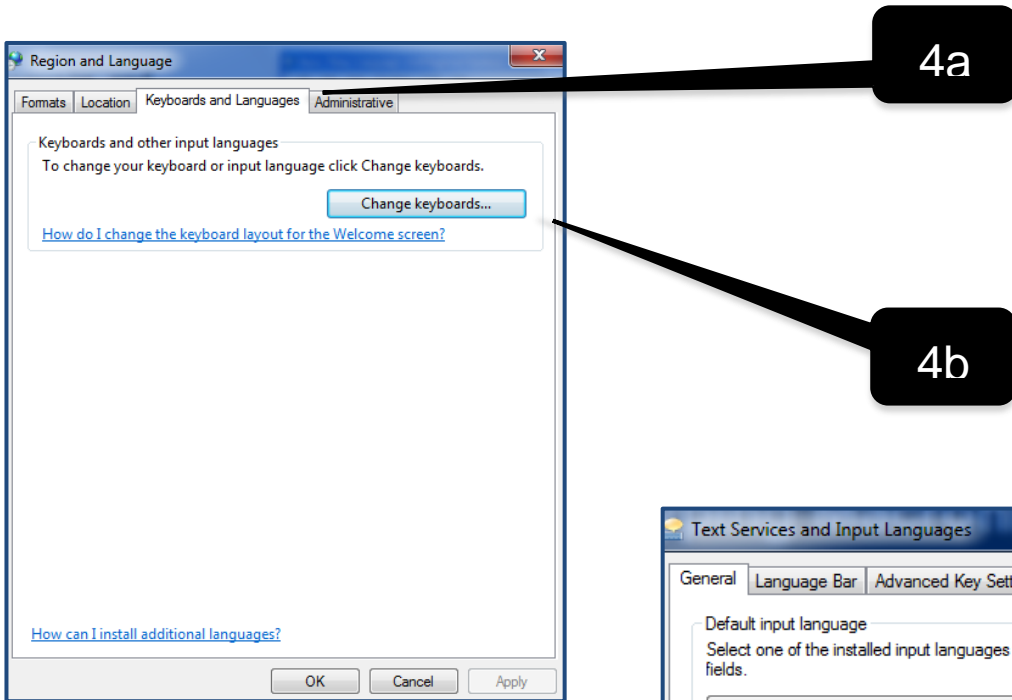 4a
Region and Language
Formats Location Keyboards and Languages Administrative
Keyboards and other input languages
To change your keyboard or input language click Change keyboards.
Change keyboards...
How do I change the keyboard layout for the Welcome screen?
4b
How can I install additional languages?
OK Cancel Apply
Text Services and Input Languages
General Language Bar Advanced Key Sett
Default input language
Select one of the installed input languages
fields.